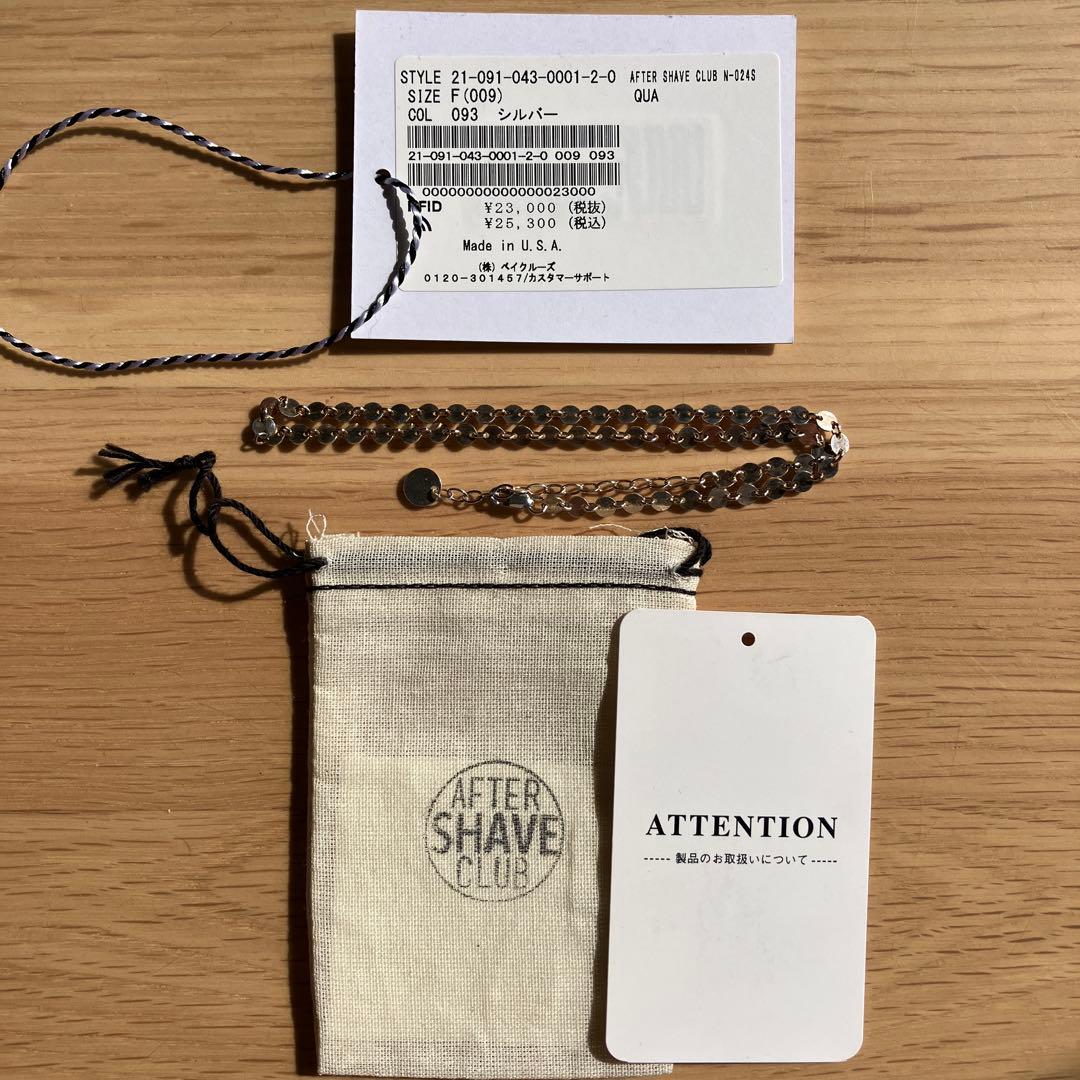 STYLE 21-091-043-0001-2-0 AFTER SHAVE CLUB N-024S
SIZE F(009) QUA
COL 093 シルバー
21-091-043-0001-2-0 009 093
00000000000000023000
RFID ¥23,000 (税抜)
¥25,300 (税込)
Made in U.S.A.
(株) ベイクルーズ
0120-301457/カスタマーサポート
AFTER
SHAVE
CLUB
ATTENTION
----- 製品のお取扱いについて -----